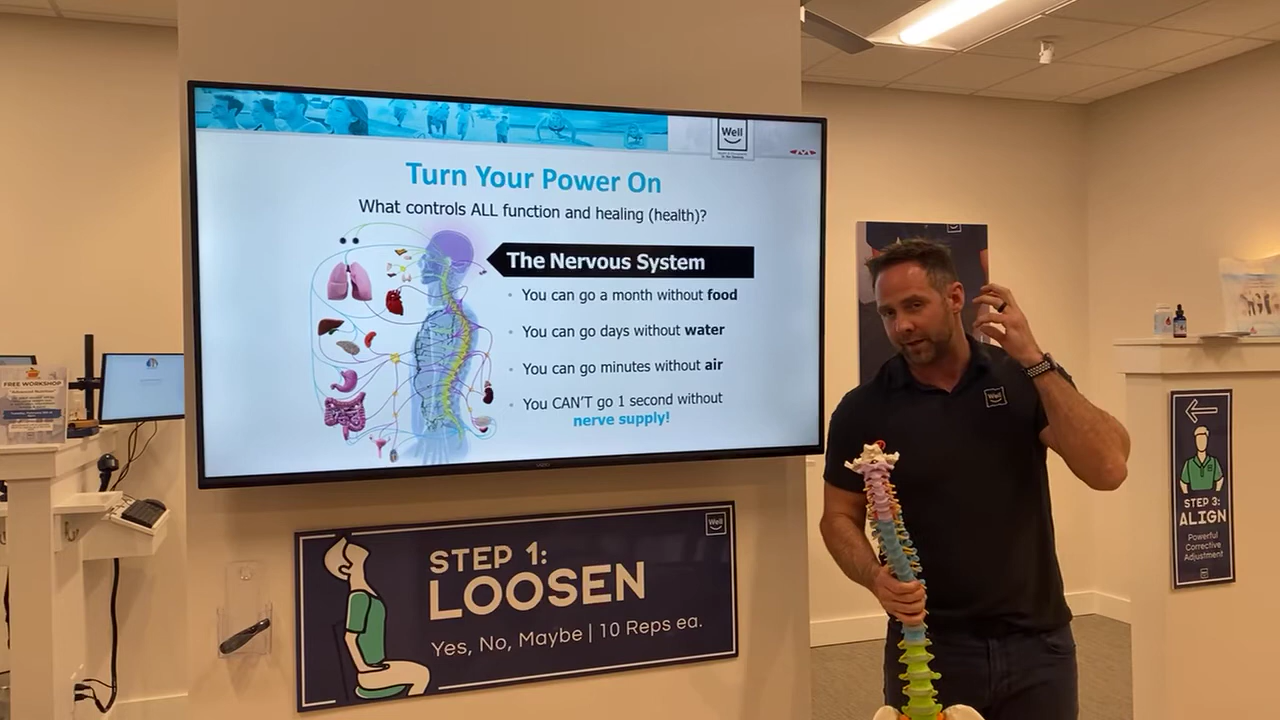 Well
Turn Your Power On
What controls ALL function and healing (health)?
The Nervous System
• You can go a month without food
• You can go days without water
• You can go minutes without air
• You CAN'T go 1 second without
nerve supply!
VIZIO
FREE WORKSHOP
Well
STEP 1:
LOOSEN
Yes, No, Maybe | 10 Reps ea.
Well
STEP 3:
ALIGN
Powerful
Corrective
Adjustment